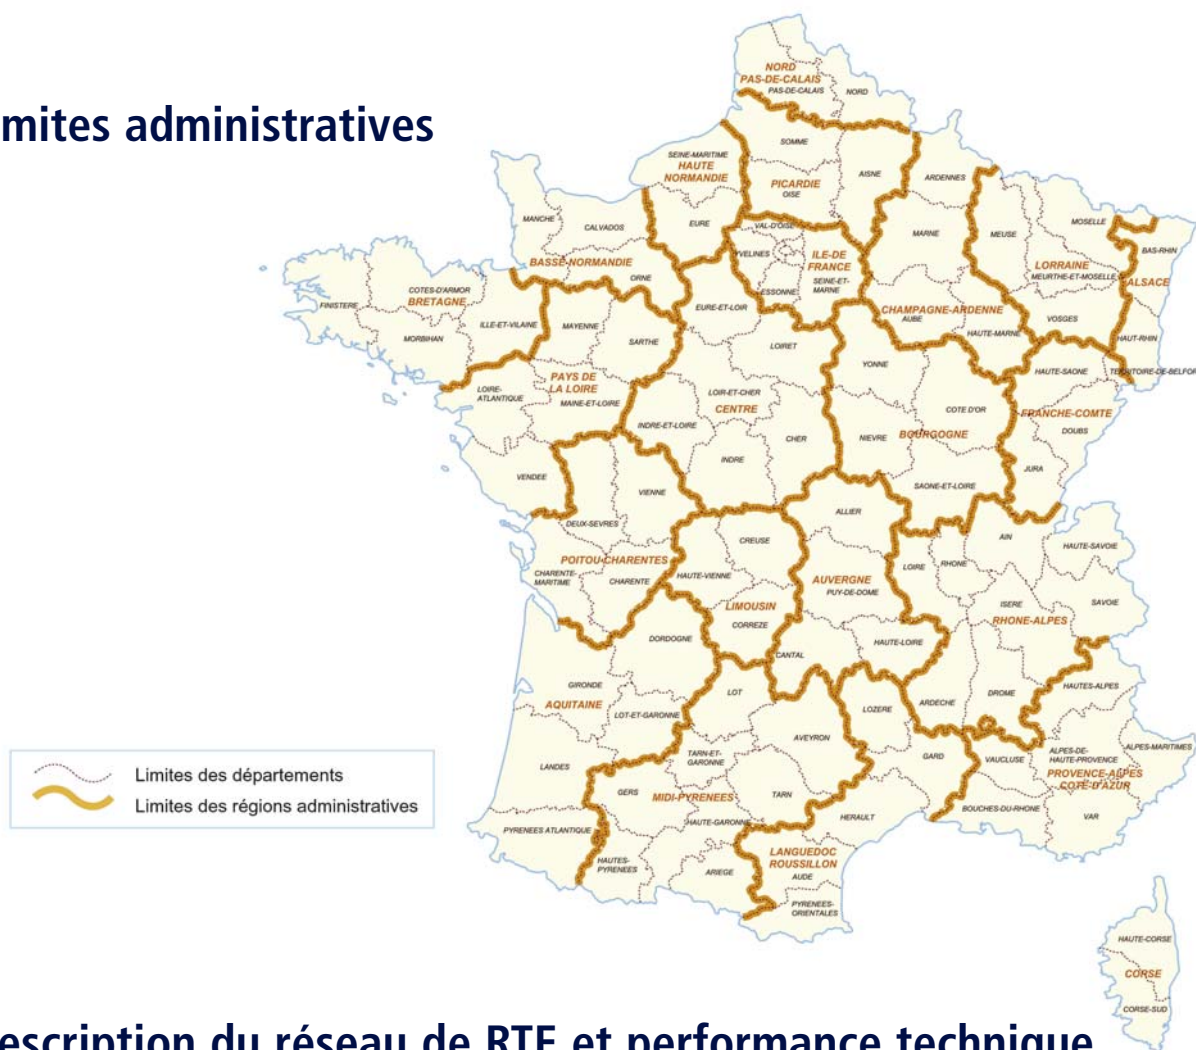 mites administratives
NORD
PAS-DE-CALAIS
PAS-DE-CALAIS
NORD
SOMME
SEINE-MARITIME
HAUTE
NORMANDIE
PICARDIE
OISE
AISNE
ARDENNES
MANCHE
CALVADOS
EURE
VAL-D'OISE
YVELINES
ILE-DE
FRANCE
SEINE-ET-
MARNE
ESSONNE
MARNE
MEUSE
MOSELLE
LORRAINE
MEURTHE-ET-MOSELLE
BAS-RHIN
ALSACE
BASSE-NORMANDIE
ORNE
COTES-D'ARMOR
BRETAGNE
FINISTERE
MORBIHAN
ILLE-ET-VILAINE
MAYENNE
SARTHE
EURE-ET-LOIR
LOIRET
CHAMPAGNE-ARDENNE
AUBE
HAUTE-MARNE
VOSGES
HAUT-RHIN
YONNE
HAUTE-SAONE
TERRITOIRE-DE-BELFOR
LOIRE-
ATLANTIQUE
PAYS DE
LA LOIRE
MAINE-ET-LOIRE
LOIR-ET-CHER
CENTRE
INDRE-ET-LOIRE
CHER
INDRE
NIEVRE
COTE D'OR
BOURGOGNE
FRANCHE-COMTE
DOUBS
JURA
SAONE-ET-LOIRE
VENDEE
VIENNE
DEUX-SEVRES
POITOU-CHARENTES
CHARENTE-
MARITIME
CHARENTE
HAUTE-VIENNE
CREUSE
LIMOUSIN
CORREZE
ALLIER
AUVERGNE
PUY-DE-DOME
LOIRE
RHONE
AIN
HAUTE-SAVOIE
ISERE
SAVOIE
RHONE-ALPES
DORDOGNE
CANTAL
HAUTE-LOIRE
GIRONDE
AQUITAINE
LOT-ET-GARONNE
LOT
LOZERE
ARDECHE
DROME
HAUTES-ALPES
AVEYRON
GARD
VAUCLUSE
ALPES-DE-
HAUTE-PROVENCE
ALPES-MARITIMES
PROVENCE-ALPES
COTE-D'AZUR
LANDES
TARN-ET-
GARONNE
GERS
MIDI-PYRENEES
TARN
HERAULT
BOUCHES-DU-RHONE
VAR
Limites des départements
Limites des régions administratives
PYRENEES ATLANTIQUE
HAUTE-GARONNE
HAUTES-
PYRENEES
ARIEGE
LANGUEDOC
ROUSSILLON
AUDE
PYRENEES-
ORIENTALES
HAUTE-CORSE
CORSE
CORSE-SUD
escription du réseau de RTE et performance technique